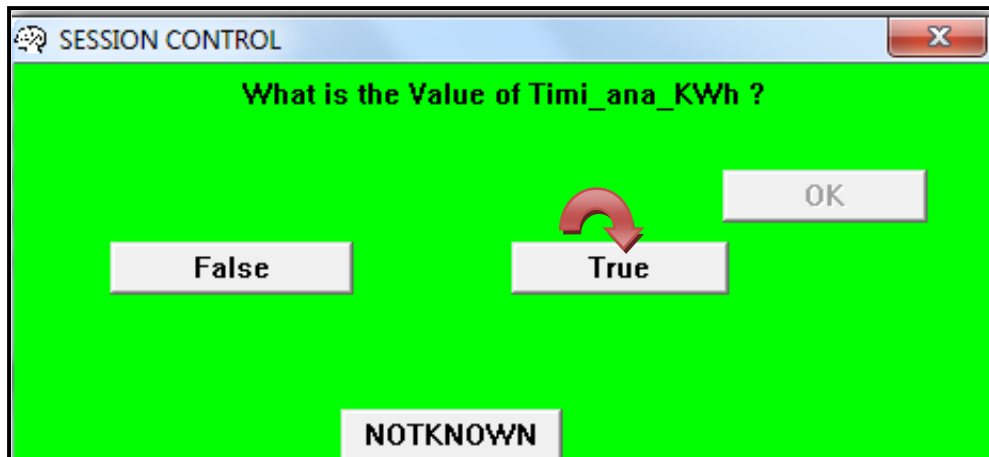 SESSION CONTROL
What is the Value of Timi_ana_KWh ?
OK
False True
NOTKNOWN